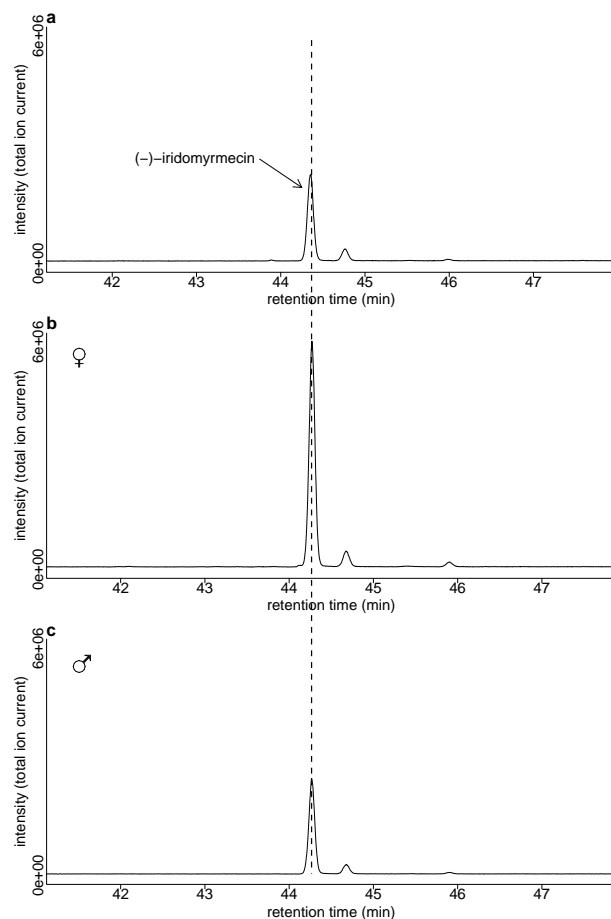 a
6e+06
0e+00
intensity (total ion current)
(−)−iridomyrmecin
42 43 44 45 46 47
retention time (min)
b
♀
6e+06
0e+00
intensity (total ion current)
42 43 44 45 46 47
retention time (min)
c
♂
6e+06
0e+00
intensity (total ion current)
42 43 44 45 46 47
retention time (min)